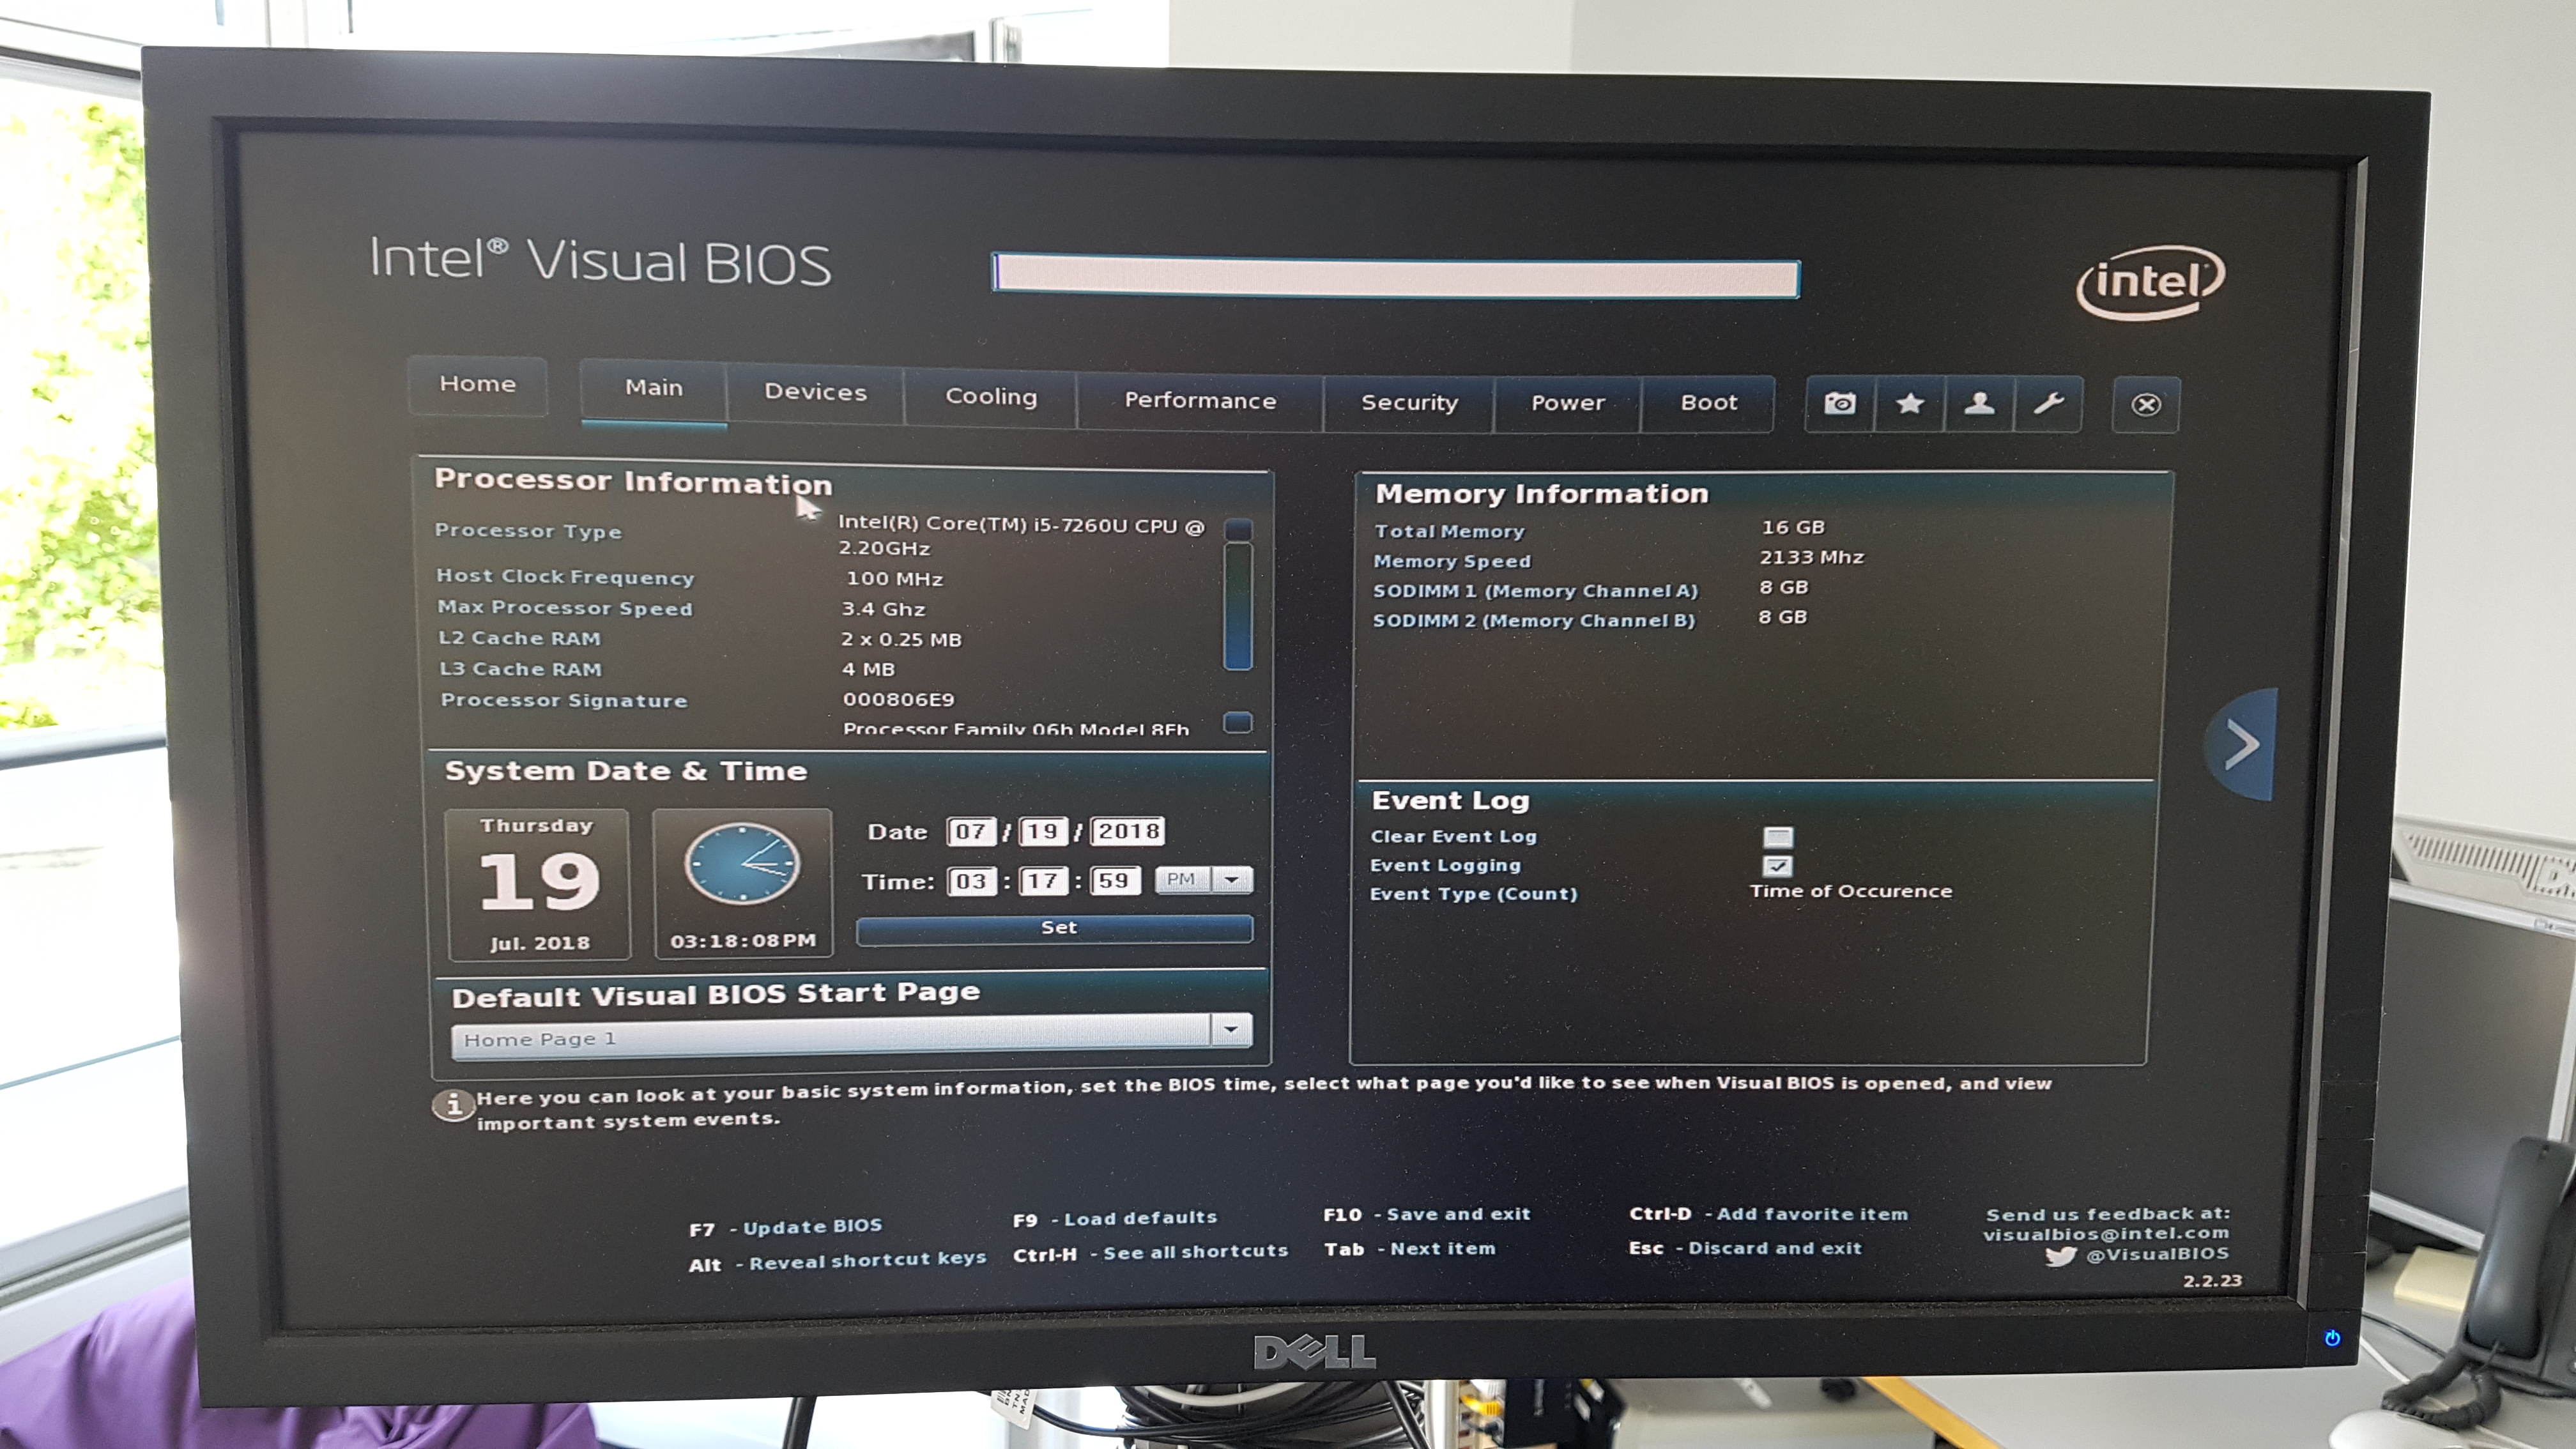 Intel® Visual BIOS
intel
Home Main Devices Cooling Performance Security Power Boot
Processor Information
Processor Type Intel(R) Core(TM) i5-7260U CPU @
2.20GHz
Host Clock Frequency 100 MHz
Max Processor Speed 3.4 Ghz
L2 Cache RAM 2 x 0.25 MB
L3 Cache RAM 4 MB
Processor Signature 000806E9
Processor Family 06h Model 8Eh
System Date & Time
Thursday
19
Jul. 2018
03:18:08PM
Date 07 / 19 / 2018
Time: 03 : 17 : 59 PM
Set
Default Visual BIOS Start Page
Home Page 1
Memory Information
Total Memory 16 GB
Memory Speed 2133 Mhz
SODIMM 1 (Memory Channel A) 8 GB
SODIMM 2 (Memory Channel B) 8 GB
Event Log
Clear Event Log
Event Logging
Event Type (Count) Time of Occurence
Here you can look at your basic system information, set the BIOS time, select what page you'd like to see when Visual BIOS is opened, and view
important system events.
F7 - Update BIOS F9 - Load defaults F10 - Save and exit Ctrl-D - Add favorite item
Alt - Reveal shortcut keys Ctrl-H - See all shortcuts Tab - Next item Esc - Discard and exit
Send us feedback at:
visualbios@intel.com
@VisualBIOS
2.2.23
DELL